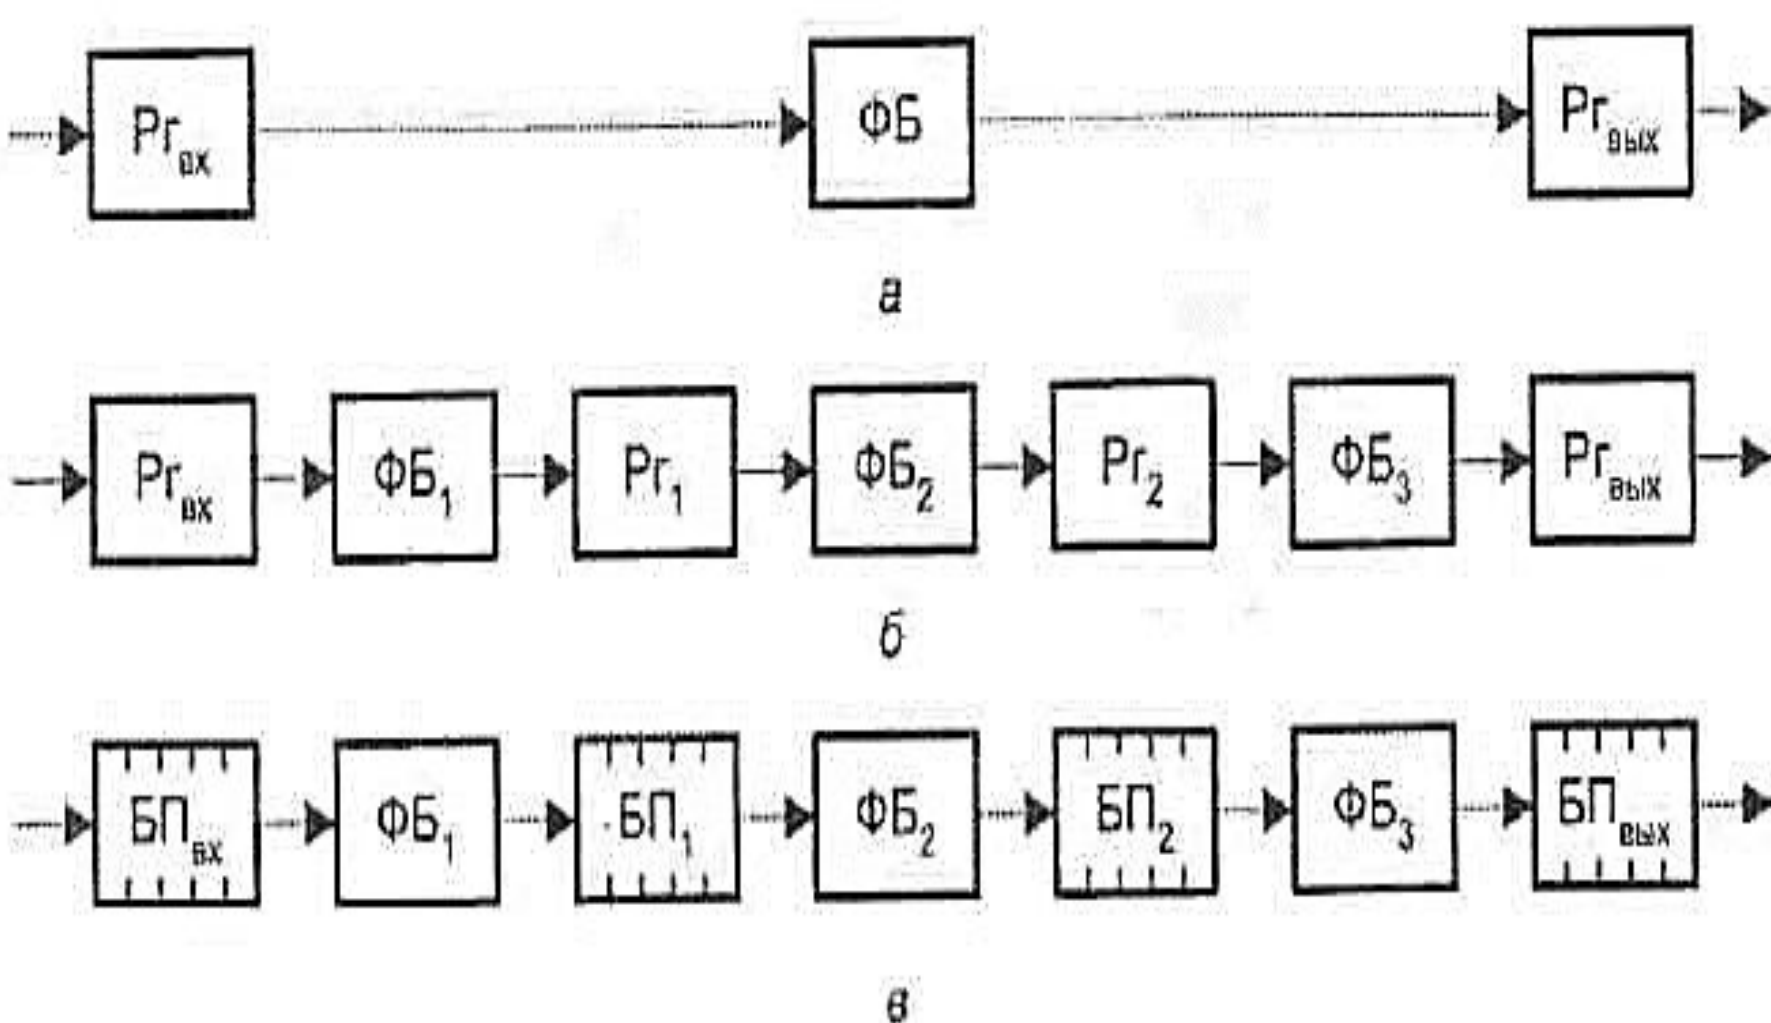 Рг вх ФБ Рг вых
а
Рг вх ФБ 1 Рг 1 ФБ 2 Рг 2 ФБ 3 Рг вых
б
БП вх ФБ 1 БП 1 ФБ 2 БП 2 ФБ 3 БП вых
в